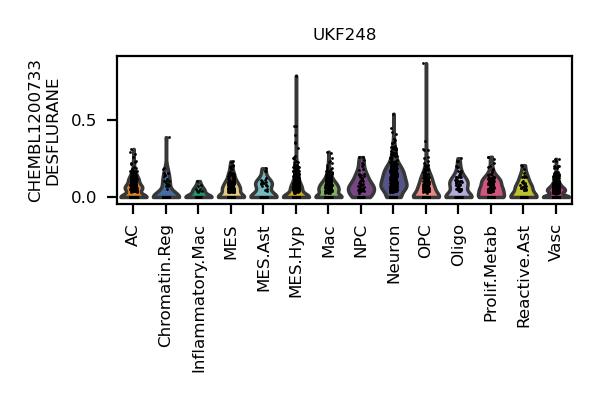 UKF248
CHEMBL1200733
DESFLURANE
0.5
0.0
AC
Chromatin.Reg
Inflammatory.Mac
MES
MES.Ast
MES.Hyp
Mac
NPC
Neuron
OPC
Oligo
Prolif.Metab
Reactive.Ast
Vasc